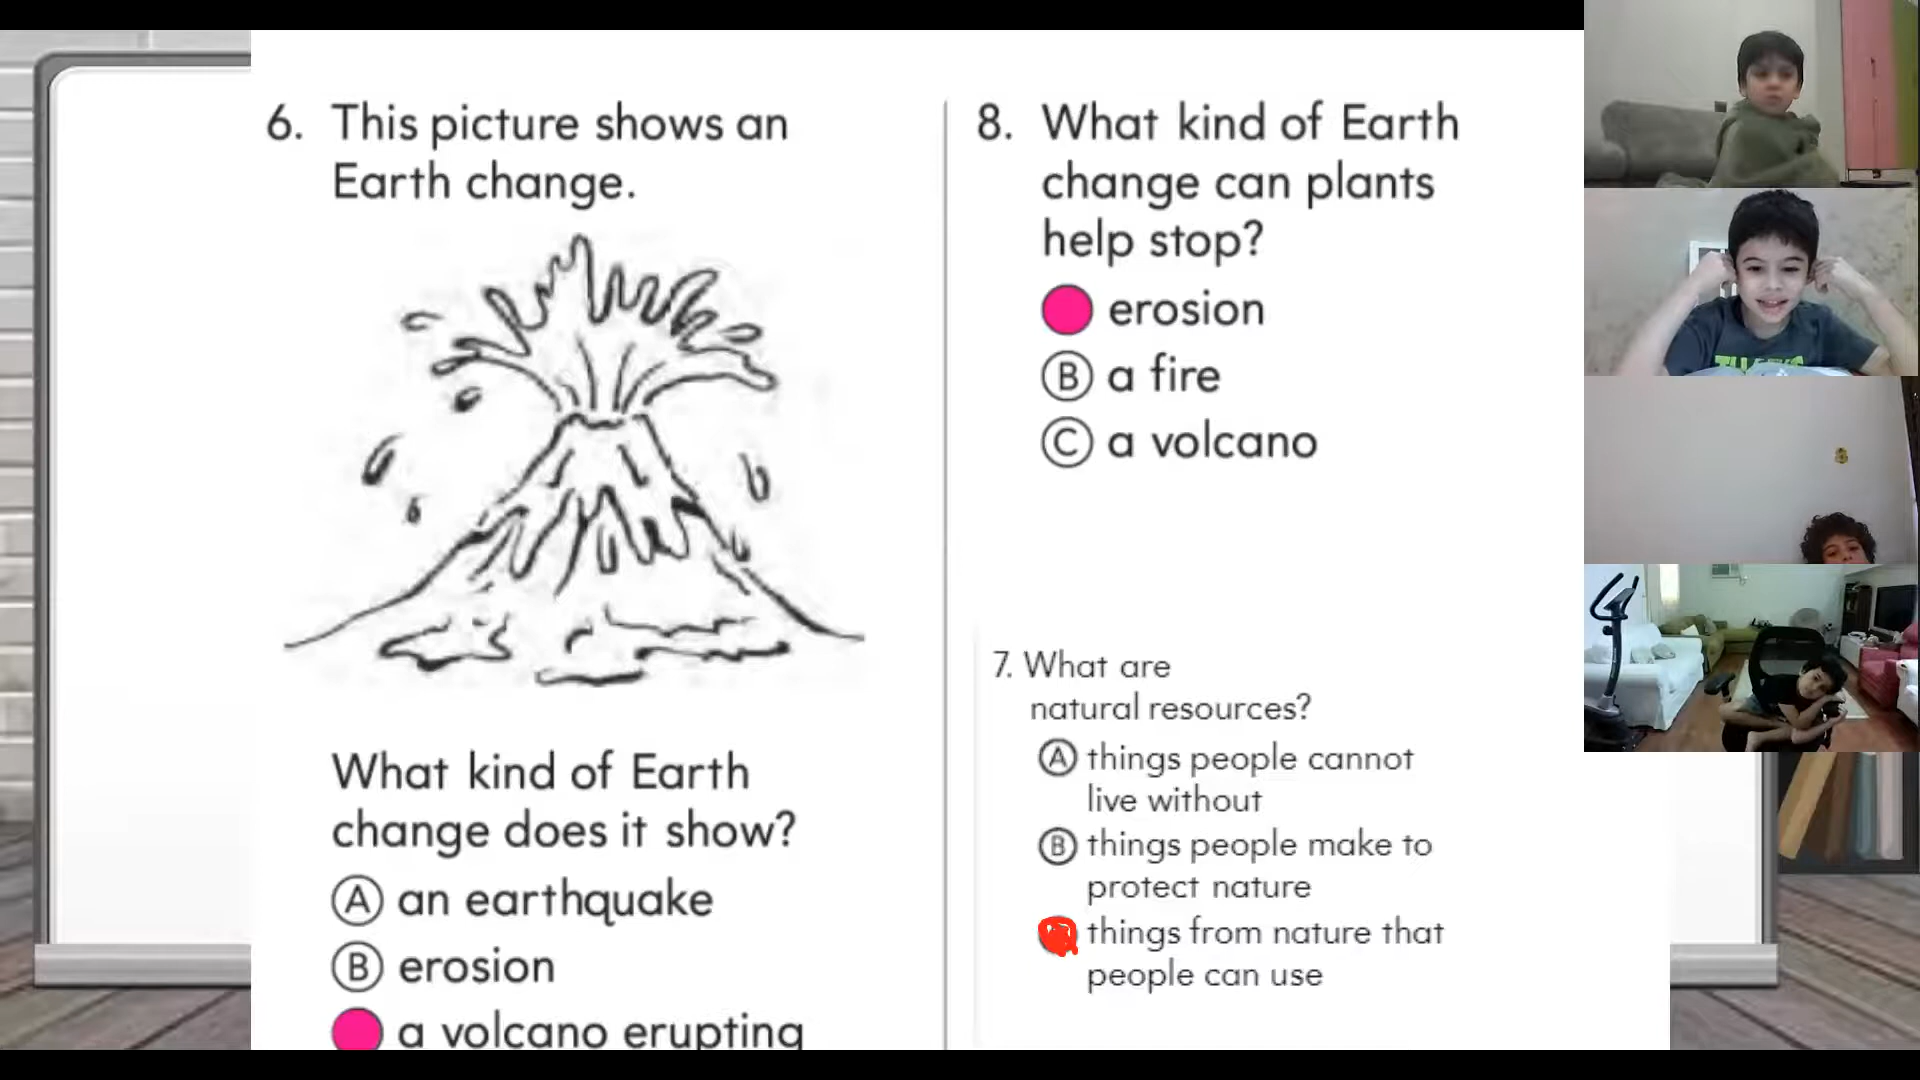 6. This picture shows an
Earth change.
What kind of Earth
change does it show?
Ⓐ an earthquake
Ⓑ erosion
a volcano erupting
8. What kind of Earth
change can plants
help stop?
erosion
Ⓑ a fire
Ⓒ a volcano
7. What are
natural resources?
Ⓐ things people cannot
live without
Ⓑ things people make to
protect nature
things from nature that
people can use